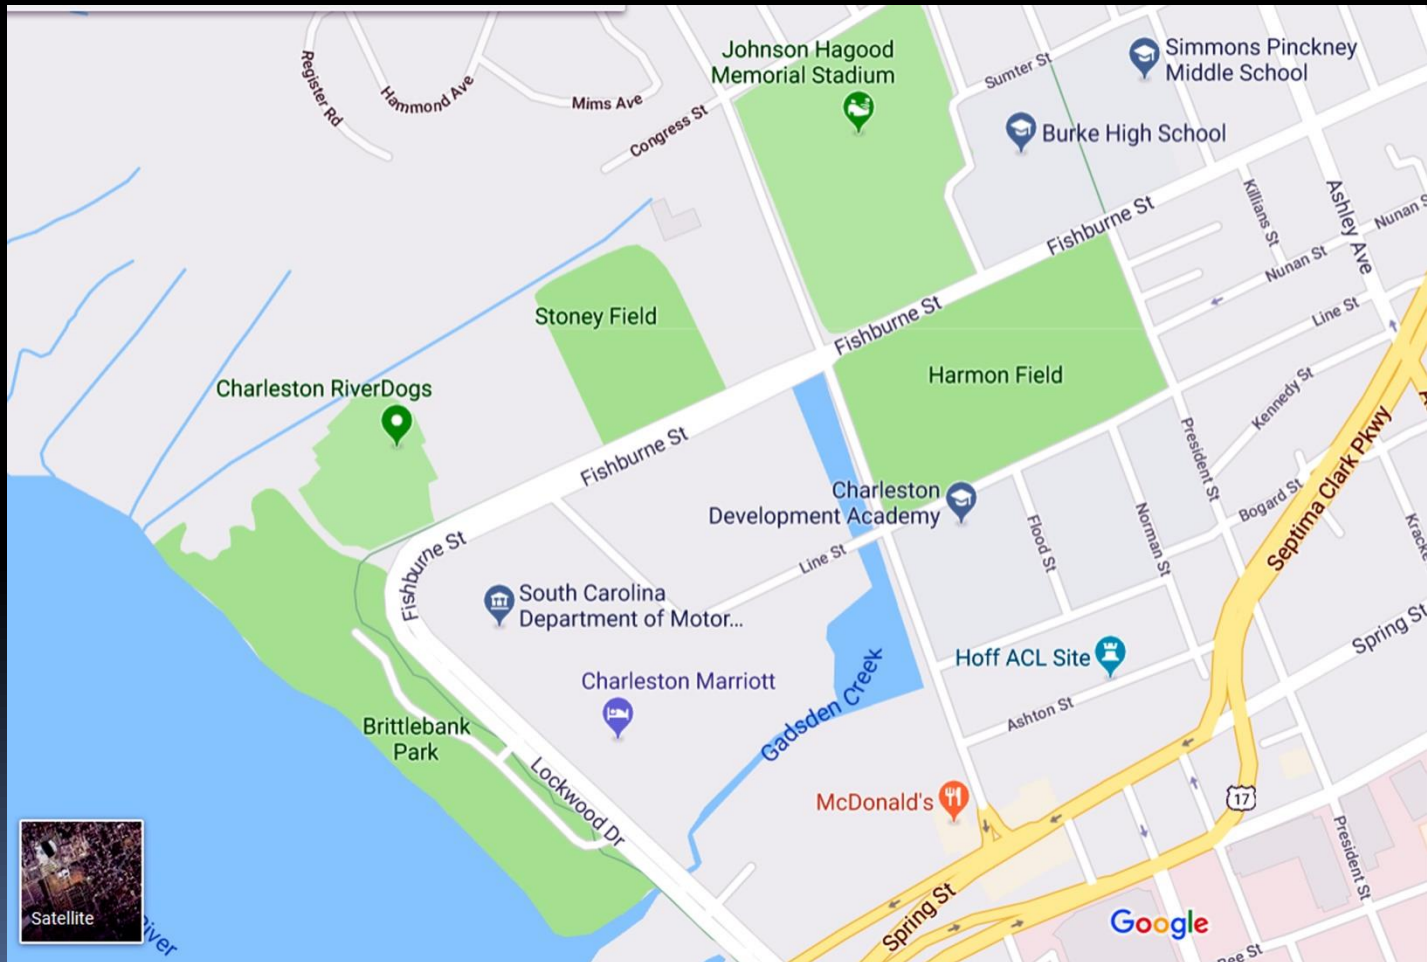 Johnson Hagood
Memorial Stadium
Simmons Pinckney
Middle School
Sumter St
Register Rd
Hammond Ave
Mims Ave
Congress St
Burke High School
Killians St
Ashley Ave
Nunan S
Fishburne St
Nunan St
Stoney Field
Fishburne St
Line St
Charleston RiverDogs
Harmon Field
Kennedy St
Fishburne St
President St
Septima Clark Pkwy
Charleston
Development Academy
Bogard St
Flood St
Norman St
Kracke
Fishburne St
Line St
South Carolina
Department of Motor...
Spring St
Hoff ACL Site
Charleston Marriott
Gadsden Creek
Ashton St
Brittlebank
Park
Lockwood Dr
McDonald's
17
President St
Satellite
River
Spring St
Google
Bee St